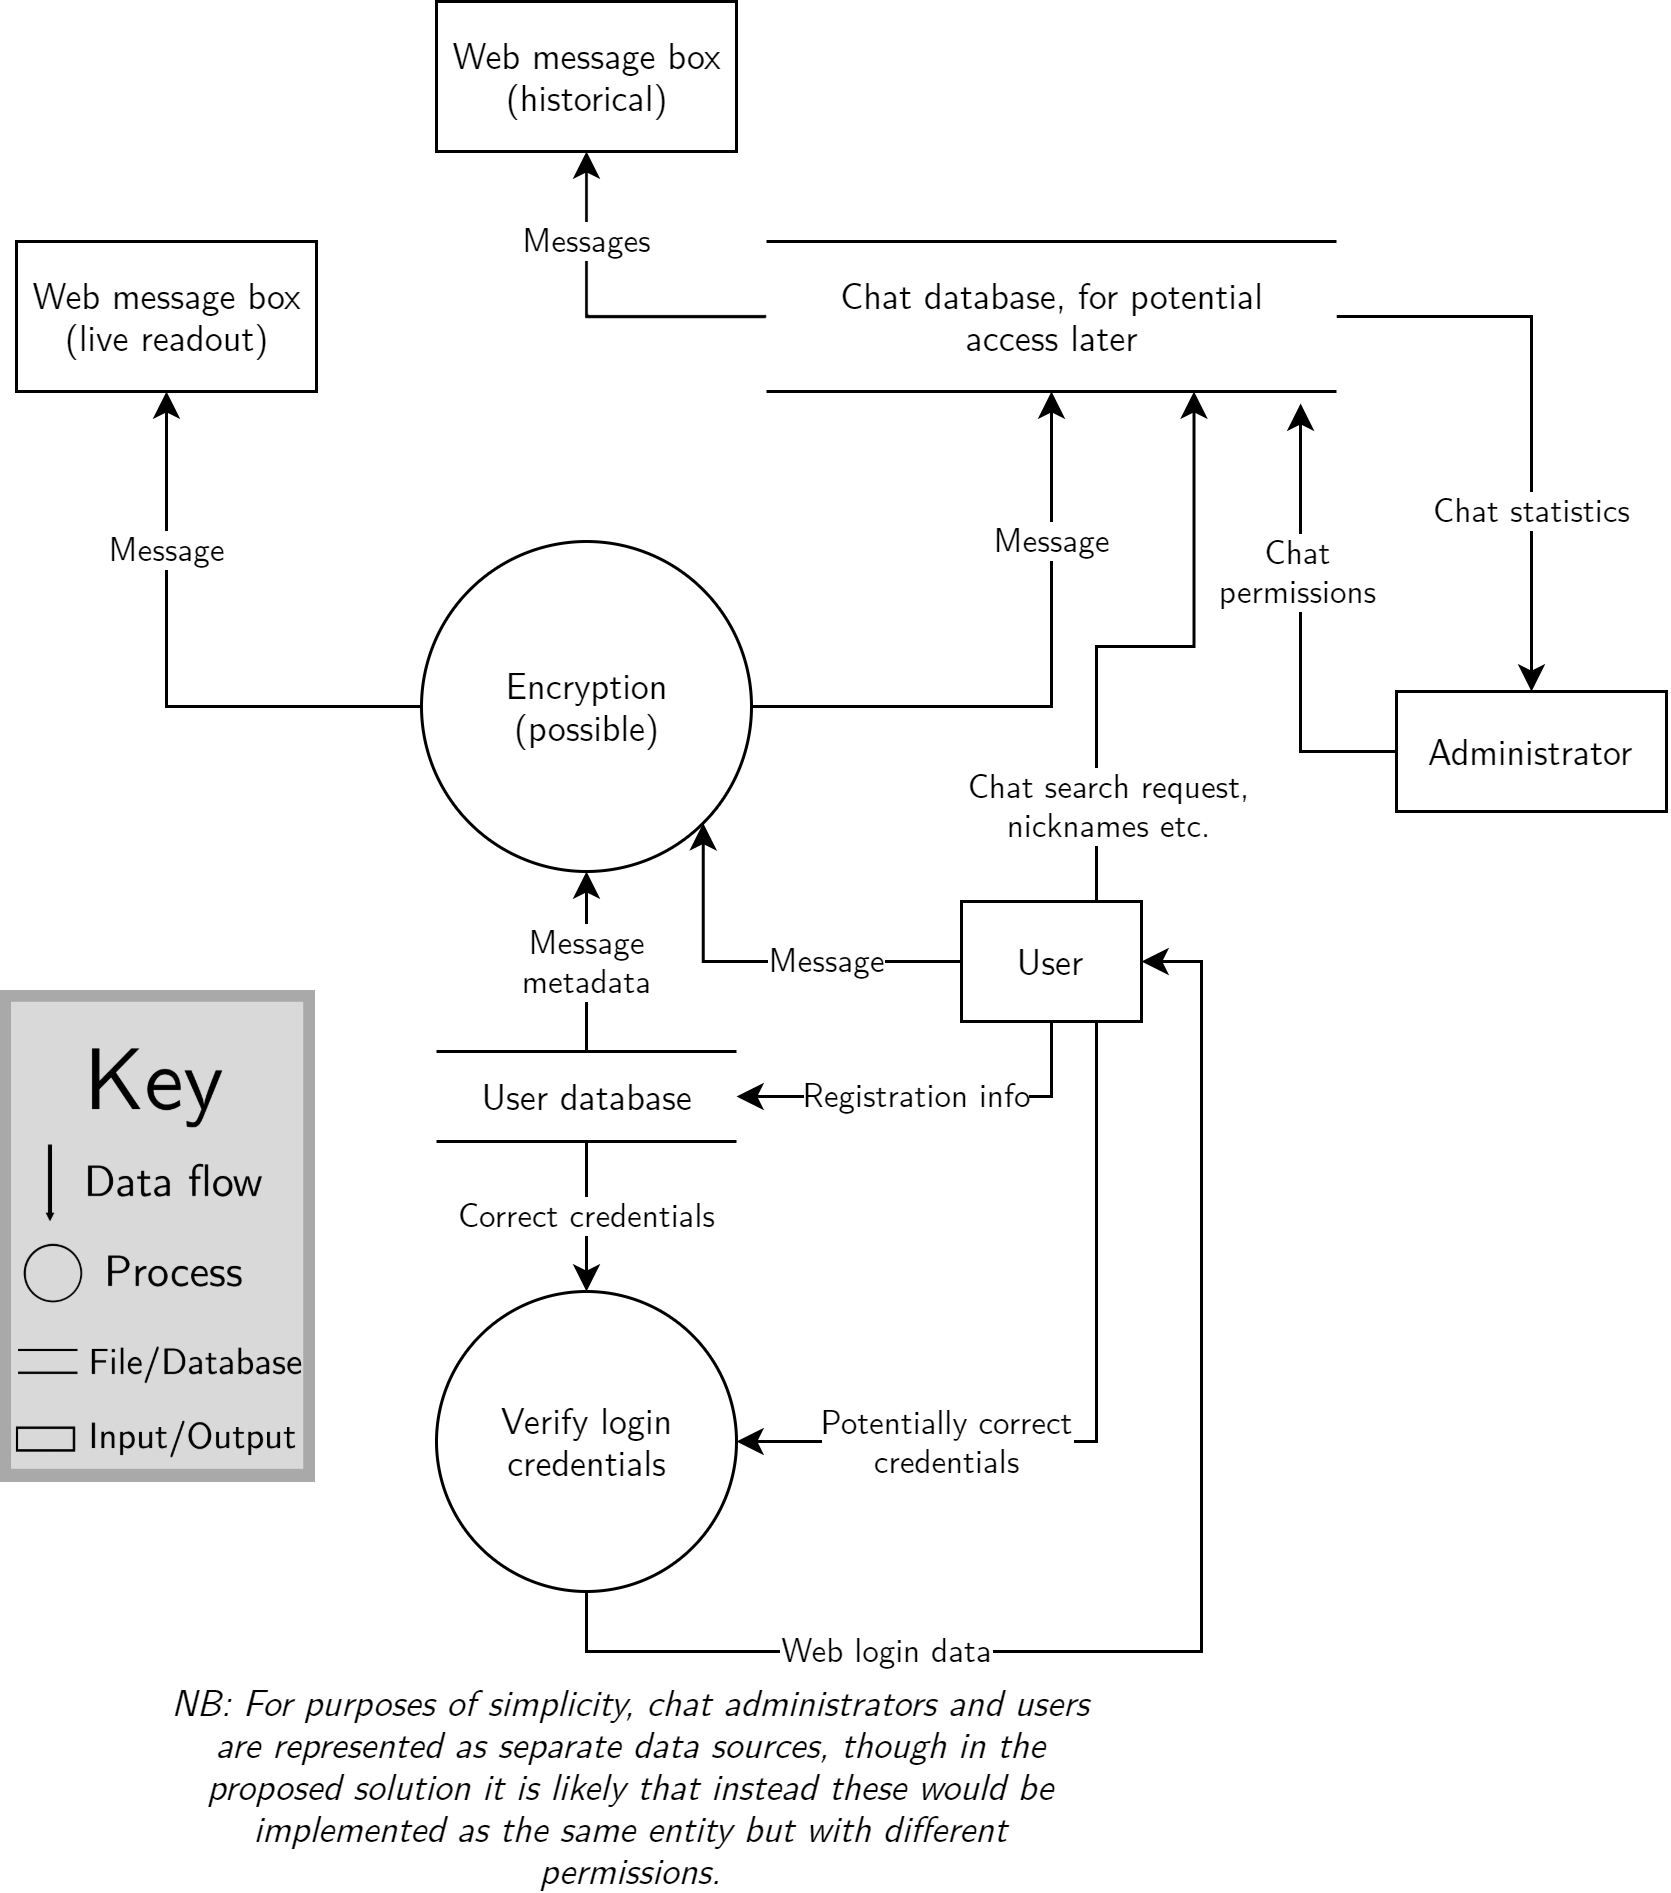 Web message box
(historical)
Messages
Web message box
(live readout)
Chat database, for potential
access later
Message
Message
Chat
permissions
Chat statistics
Encryption
(possible)
Administrator
Chat search request,
nicknames etc.
Message
metadata
Message
User
User database
Registration info
Correct credentials
Verify login
credentials
Potentially correct
credentials
Web login data
Key
Data flow
Process
File/Database
Input/Output
NB: For purposes of simplicity, chat administrators and users
are represented as separate data sources, though in the
proposed solution it is likely that instead these would be
implemented as the same entity but with different
permissions.